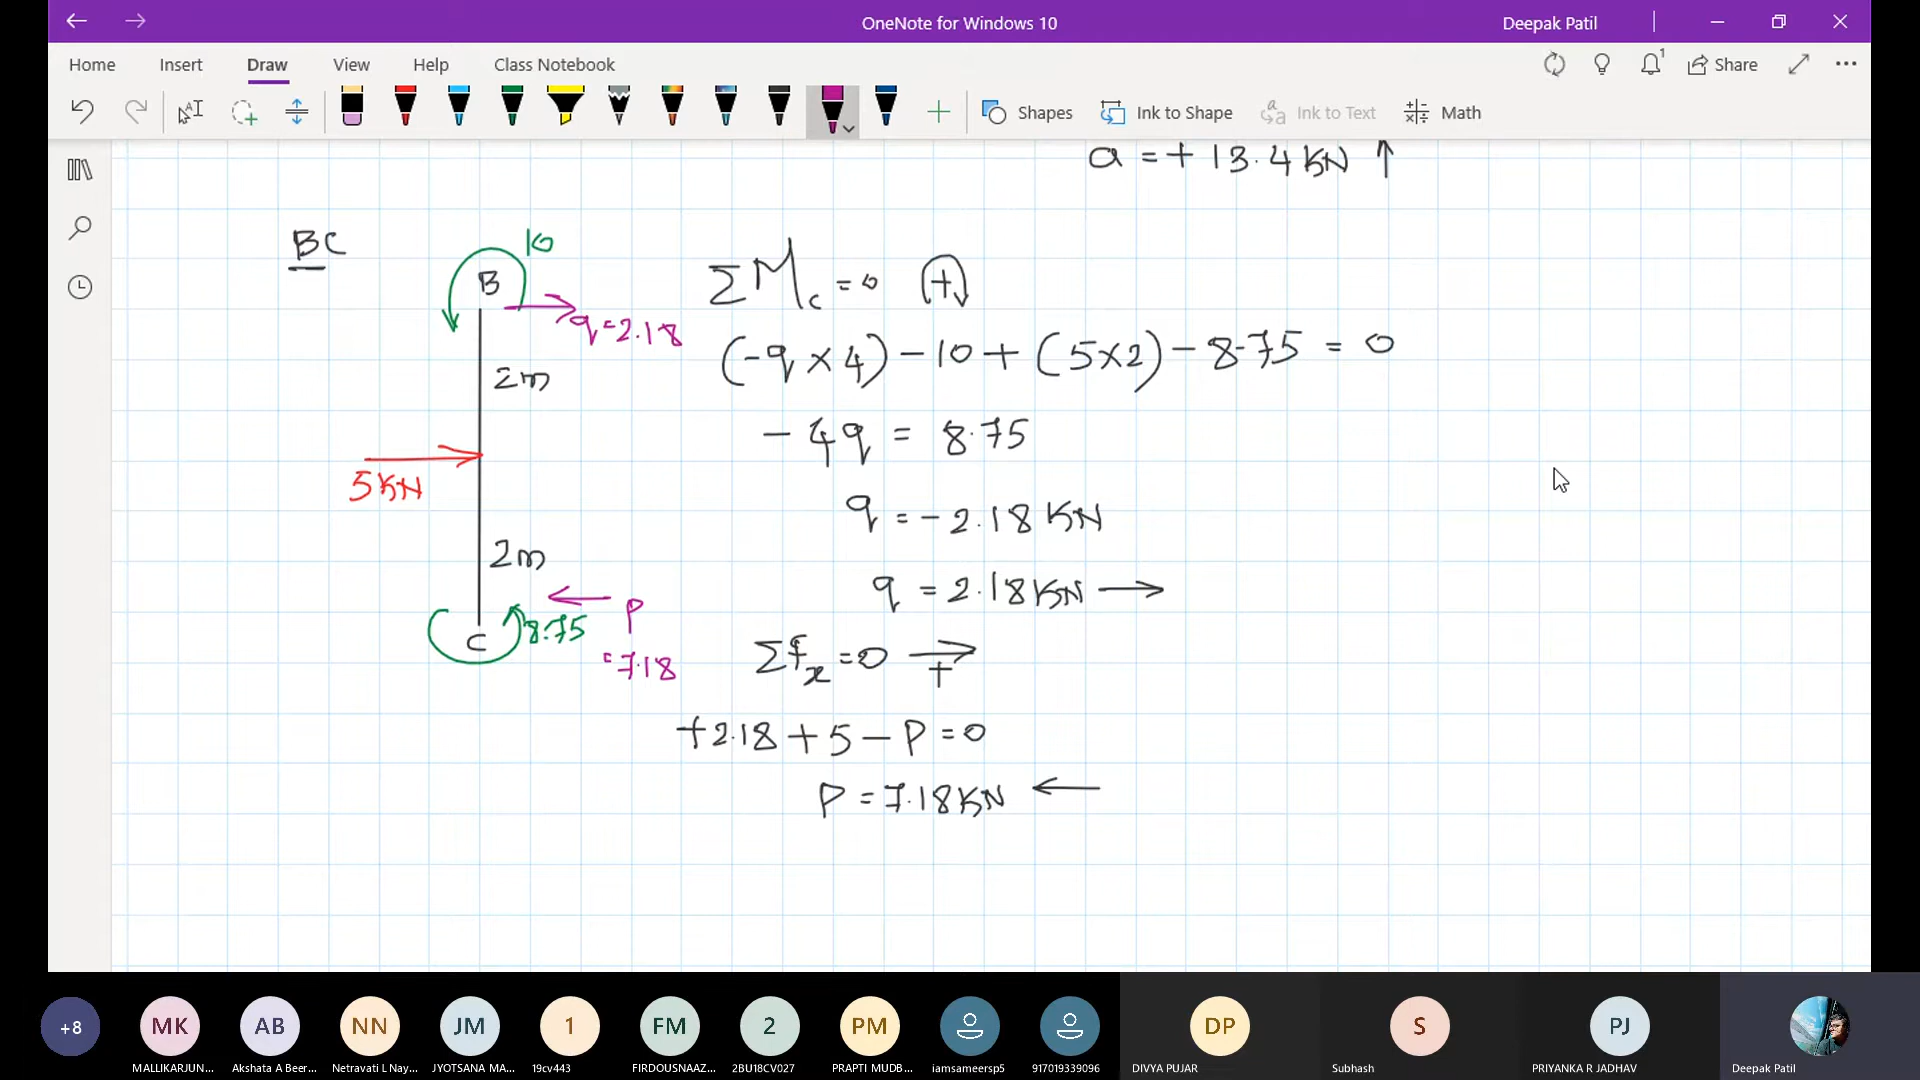 OneNote for Windows 10
Deepak Patil
Home Insert Draw View Help Class Notebook
1
Share
Shapes Ink to Shape Ink to Text Math
a = + 13.4 KN ↑
BC
10
B
q=2.18
2m
5KN
2m
P
=7.18
8.75
C
ΣMc = 0 (+)
(-q × 4) - 10 + (5×2) - 8.75 = 0
- 4q = 8.75
q = - 2.18 KN
q = 2.18 KN →
Σfx = 0 → +
+2.18 + 5 - P = 0
P = 7.18 KN ←
+8
MK AB NN JM 1 FM 2 PM DP S PJ
MALLIKARJUN... Akshata A Beer... Netravati L Nay... JYOTSANA MA... 19cv443 FIRDOUSNAAZ... 2BU18CV027 PRAPTI MUDB... iamsameersp5 917019339096 DIVYA PUJAR Subhash PRIYANKA R JADHAV Deepak Patil